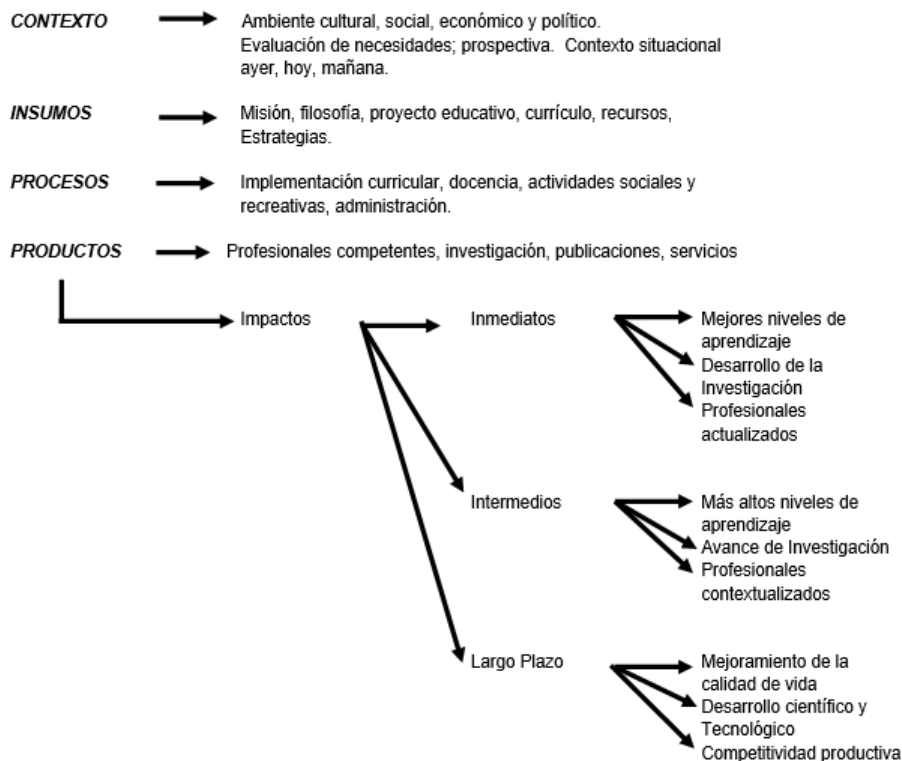 CONTEXTO Ambiente cultural, social, económico y político.
Evaluación de necesidades; prospectiva. Contexto situacional
ayer, hoy, mañana.
INSUMOS Misión, filosofía, proyecto educativo, currículo, recursos,
Estrategias.
PROCESOS Implementación curricular, docencia, actividades sociales y
recreativas, administración.
PRODUCTOS Profesionales competentes, investigación, publicaciones, servicios
Impactos
Inmediatos
Mejores niveles de
aprendizaje
Desarrollo de la
Investigación
Profesionales
actualizados
Intermedios
Más altos niveles de
aprendizaje
Avance de Investigación
Profesionales
contextualizados
Largo Plazo
Mejoramiento de la
calidad de vida
Desarrollo científico y
Tecnológico
Competitividad productiva